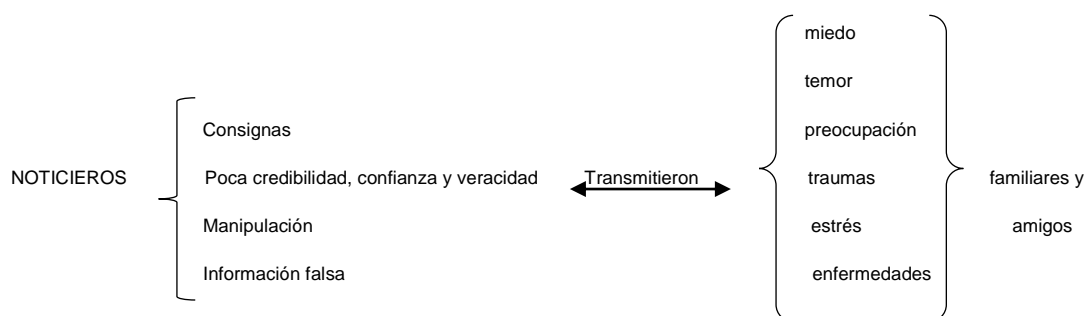 miedo
temor
Consignas
preocupación
NOTICIEROS
Poca credibilidad, confianza y veracidad
Transmitieron
traumas
familiares y
Manipulación
estrés
amigos
Información falsa
enfermedades